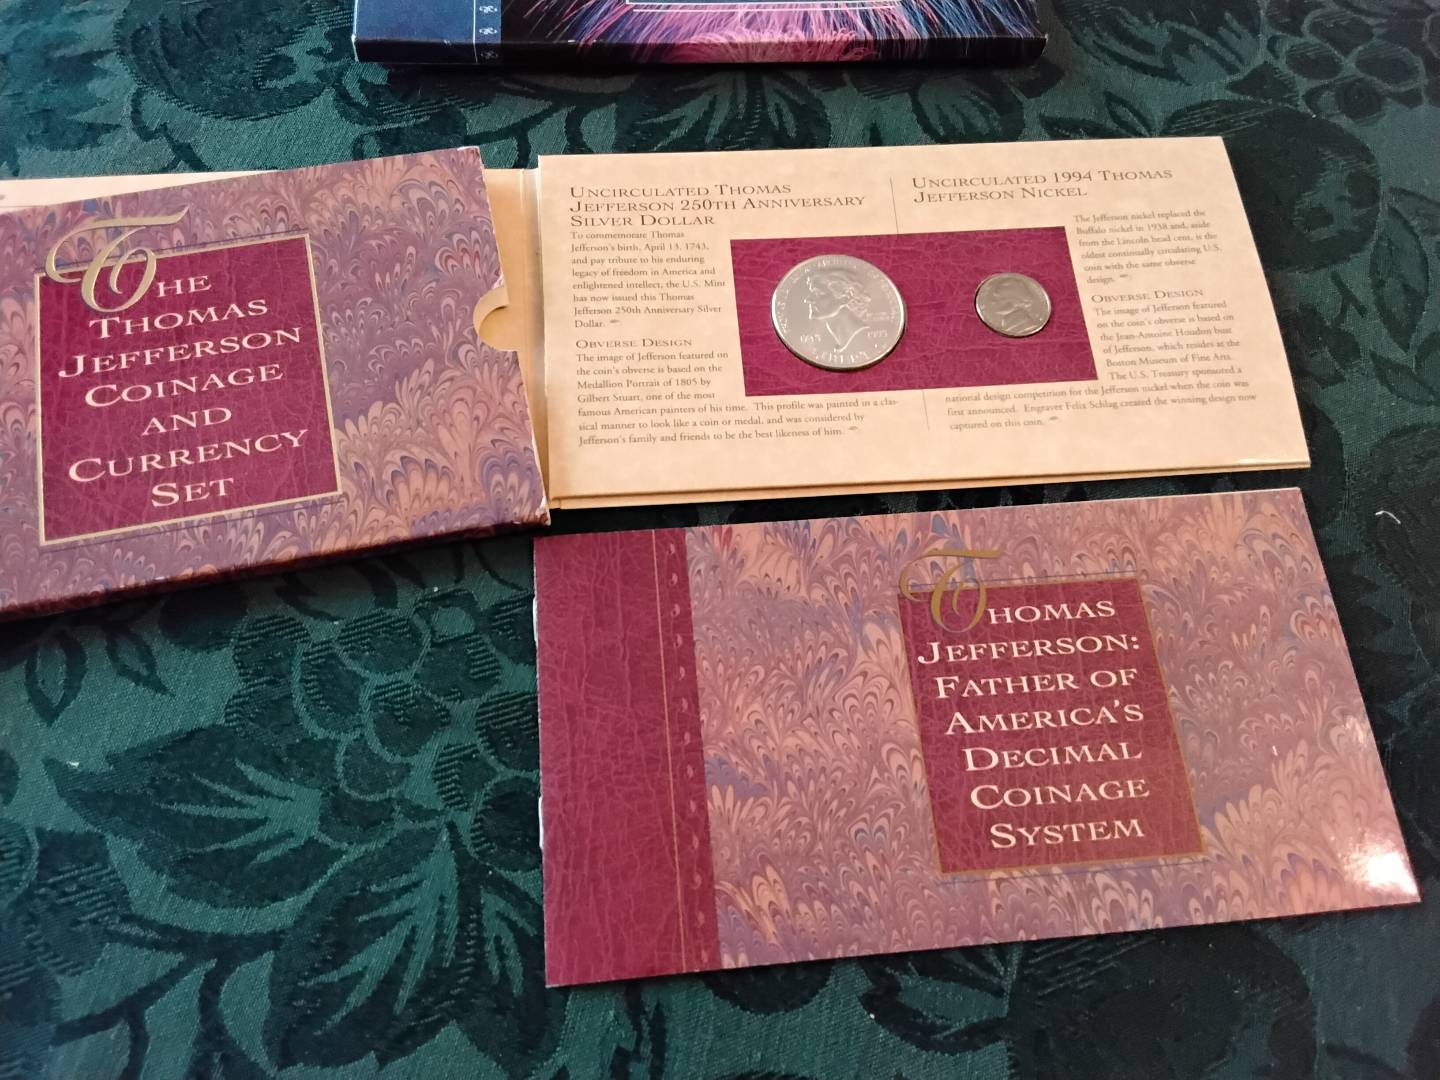 THE
THOMAS
JEFFERSON
COINAGE
AND
CURRENCY
SET
UNCIRCULATED THOMAS
JEFFERSON 250TH ANNIVERSARY
SILVER DOLLAR
To commemorate Thomas
Jefferson's birth, April 13, 1743,
and pay tribute to his enduring
legacy of freedom in America and
enlightened intellect, the U.S. Mint
has now issued this Thomas
Jefferson 250th Anniversary Silver
Dollar.
OBVERSE DESIGN
The image of Jefferson featured on
the coin's obverse is based on the
Medallion Portrait of 1805 by
Gilbert Stuart, one of the most
famous American painters of his time. This profile was painted in a clas-
sical manner to look like a coin or medal, and was considered by
Jefferson's family and friends to be the best likeness of him.
1743 1993
LIBERTY
UNCIRCULATED 1994 THOMAS
JEFFERSON NICKEL
The Jefferson nickel replaced the
Buffalo nickel in 1938 and, aside
from the Lincoln head cent, is the
oldest continually circulating U.S.
coin with the same obverse
design.
OBVERSE DESIGN
The image of Jefferson featured
on the coin's obverse is based on
the Jean-Antoine Houdon bust
of Jefferson, which resides at the
Boston Museum of Fine Arts.
The U.S. Treasury sponsored a
national design competition for the Jefferson nickel when the coin was
first announced. Engraver Felix Schlag created the winning design now
captured on this coin.
THOMAS
JEFFERSON:
FATHER OF
AMERICA'S
DECIMAL
COINAGE
SYSTEM